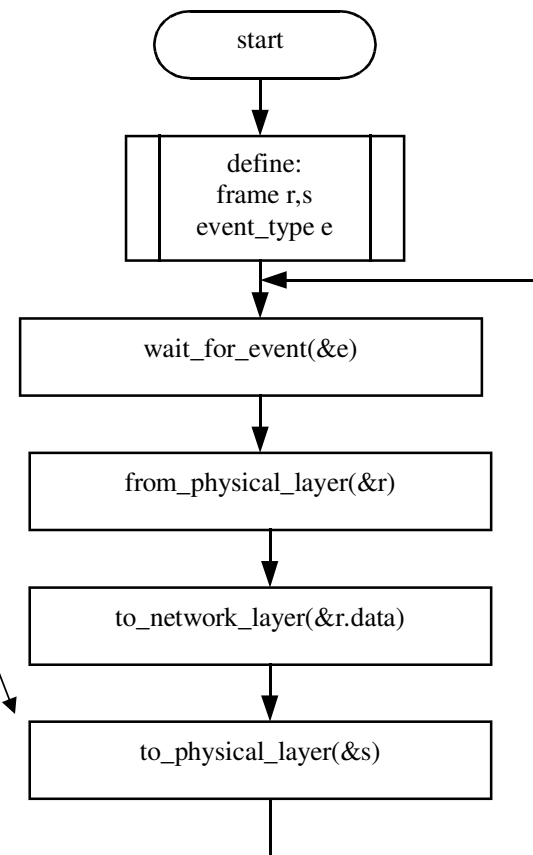 start
define:
frame r,s
event_type e
wait_for_event(&e)
from_physical_layer(&r)
to_network_layer(&r.data)
to_physical_layer(&s)